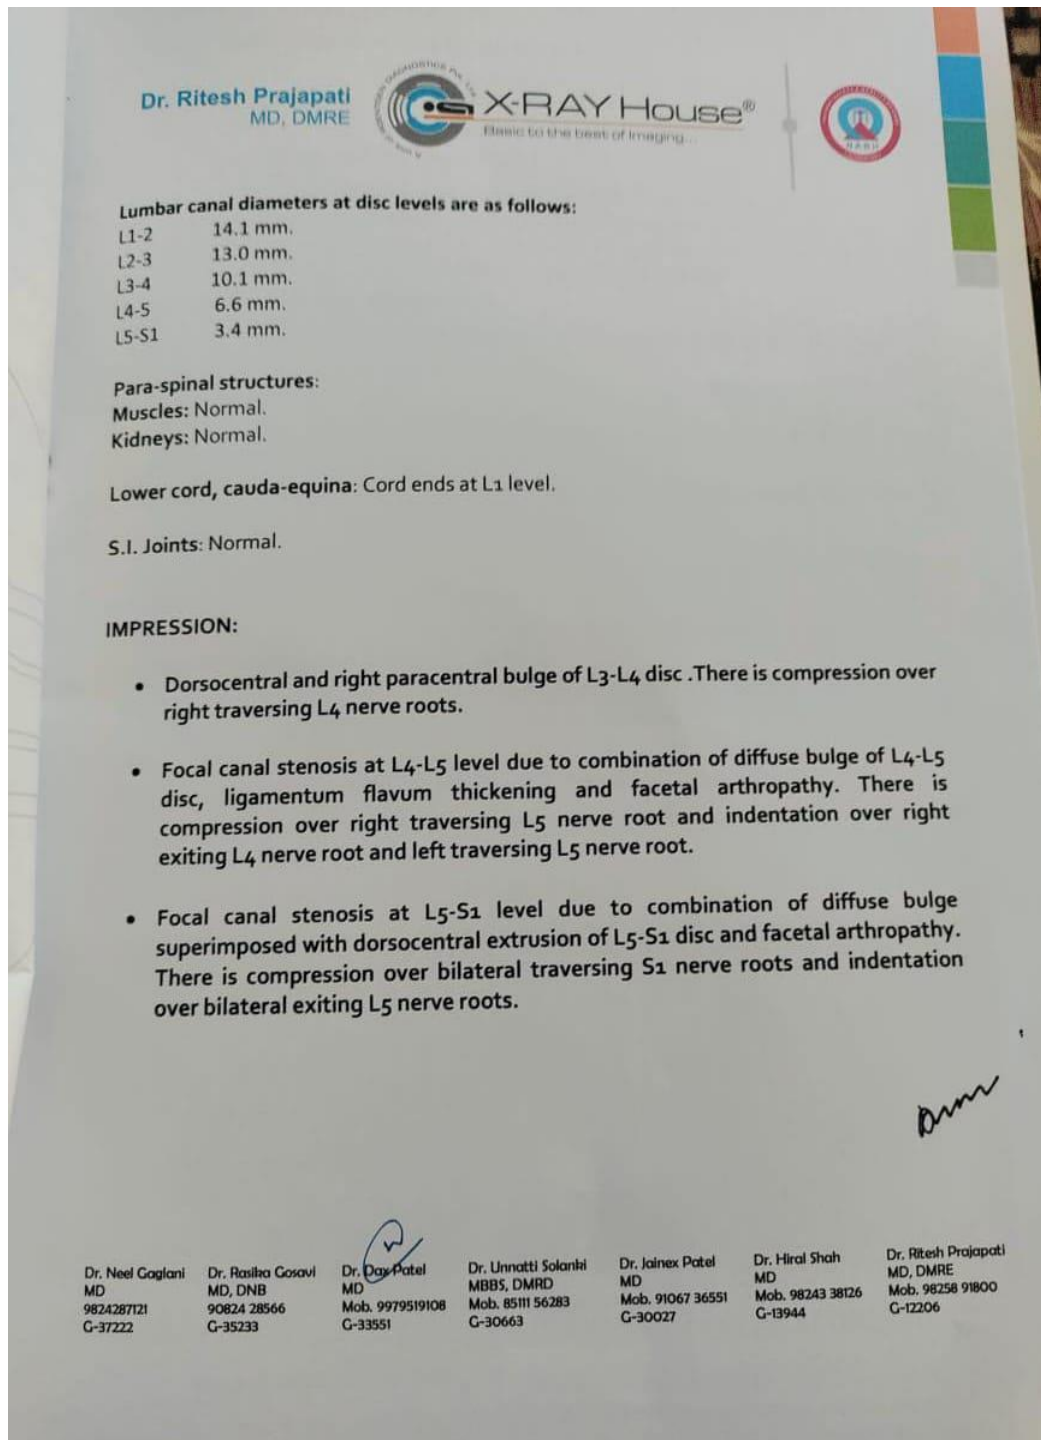 Dr. Ritesh Prajapati
MD, DMRE
X-RAY House®
Basic to the best of Imaging...
NABH
Lumbar canal diameters at disc levels are as follows:
L1-2 14.1 mm.
L2-3 13.0 mm.
L3-4 10.1 mm.
L4-5 6.6 mm.
L5-S1 3.4 mm.
Para-spinal structures:
Muscles: Normal.
Kidneys: Normal.
Lower cord, cauda-equina: Cord ends at L1 level.
S.I. Joints: Normal.
IMPRESSION:
• Dorsocentral and right paracentral bulge of L3-L4 disc .There is compression over
right traversing L4 nerve roots.
• Focal canal stenosis at L4-L5 level due to combination of diffuse bulge of L4-L5
disc, ligamentum flavum thickening and facetal arthropathy. There is
compression over right traversing L5 nerve root and indentation over right
exiting L4 nerve root and left traversing L5 nerve root.
• Focal canal stenosis at L5-S1 level due to combination of diffuse bulge
superimposed with dorsocentral extrusion of L5-S1 disc and facetal arthropathy.
There is compression over bilateral traversing S1 nerve roots and indentation
over bilateral exiting L5 nerve roots.
Dr. Neel Gaglani
MD
9824287121
G-37222
Dr. Rasika Gosavi
MD, DNB
90824 28566
G-35233
Dr. Dax Patel
MD
Mob. 9979519108
G-33551
Dr. Unnatti Solanki
MBBS, DMRD
Mob. 85111 56283
G-30663
Dr. Jainex Patel
MD
Mob. 91067 36551
G-30027
Dr. Hiral Shah
MD
Mob. 98243 38126
G-13944
Dr. Ritesh Prajapati
MD, DMRE
Mob. 98258 91800
G-12206